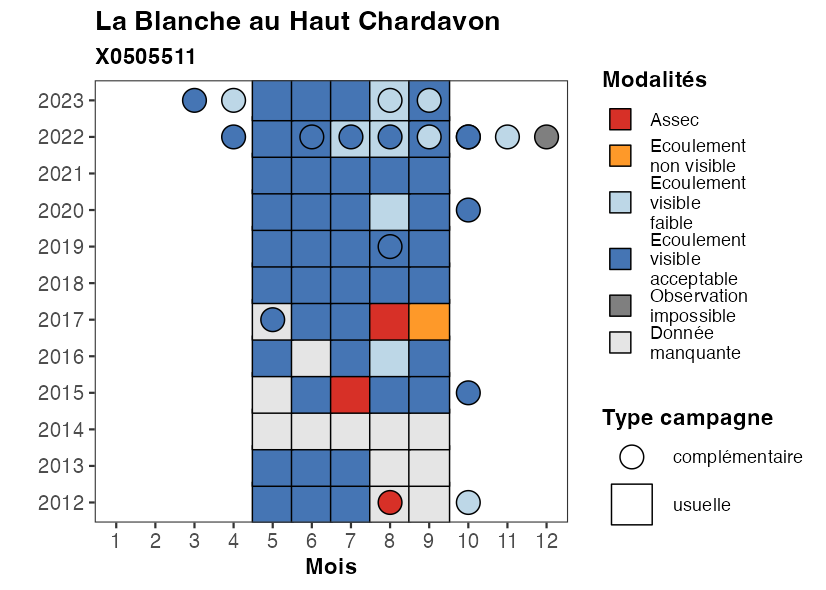 La Blanche au Haut Chardavon
X0505511
2023
2022
2021
2020
2019
2018
2017
2016
2015
2014
2013
2012
1 2 3 4 5 6 7 8 9 10 11 12
Mois
Modalités
Assec
Ecoulement
non visible
Ecoulement
visible
faible
Ecoulement
visible
acceptable
Observation
impossible
Donnée
manquante
Type campagne
complémentaire
usuelle